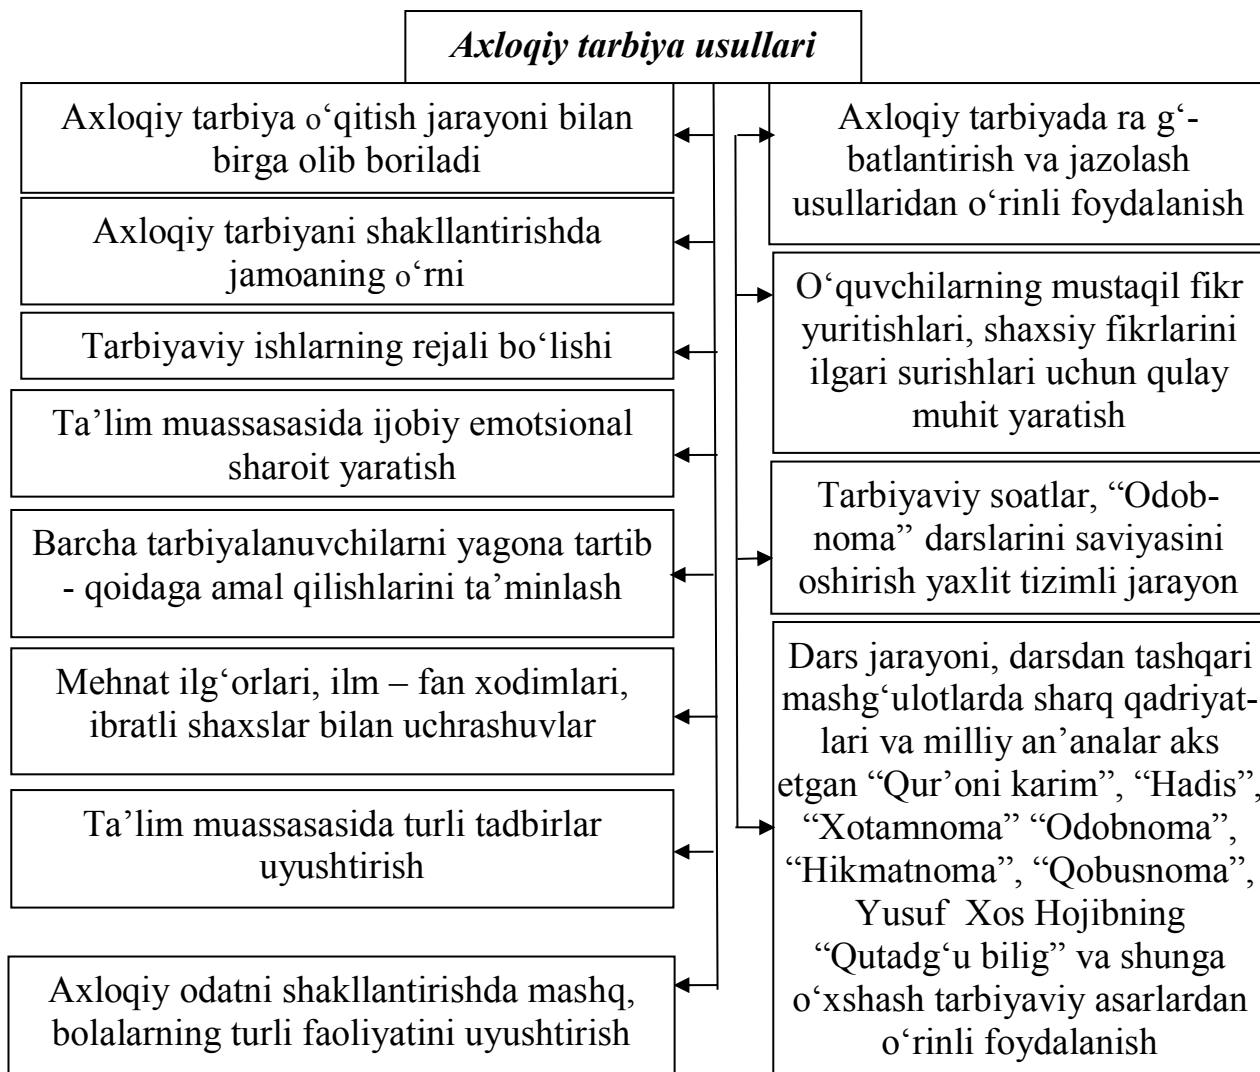 Axloqiy tarbiya usullari
Axloqiy tarbiya o‘qitish jarayoni bilan
birga olib boriladi
Axloqiy tarbiyani shakllantirishda
jamoaning o‘rni
Tarbiyaviy ishlarning rejali bo‘lishi
Ta’lim muassasasida ijobiy emotsional
sharoit yaratish
Barcha tarbiyalanuvchilarni yagona tartib
- qoidaga amal qilishlarini ta’minlash
Mehnat ilg‘orlari, ilm – fan xodimlari,
ibratli shaxslar bilan uchrashuvlar
Ta’lim muassasasida turli tadbirlar
uyushtirish
Axloqiy odatni shakllantirishda mashq,
bolalarning turli faoliyatini uyushtirish
Axloqiy tarbiyada ra g‘-
batlantirish va jazolash
usullaridan o‘rinli foydalanish
O‘quvchilarning mustaqil fikr
yuritishlari, shaxsiy fikrlarini
ilgari surishlari uchun qulay
muhit yaratish
Tarbiyaviy soatlar, “Odob-
noma” darslarini saviyasini
oshirish yaxlit tizimli jarayon
Dars jarayoni, darsdan tashqari
mashg‘ulotlarda sharq qadriyat-
lari va milliy an’analar aks
etgan “Qur’oni karim”, “Hadis”,
“Xotamnoma” “Odobnoma”,
“Hikmatnoma”, “Qobusnoma”,
Yusuf Xos Hojibning
“Qutadg‘u bilig” va shunga
o‘xshash tarbiyaviy asarlardan
o‘rinli foydalanish